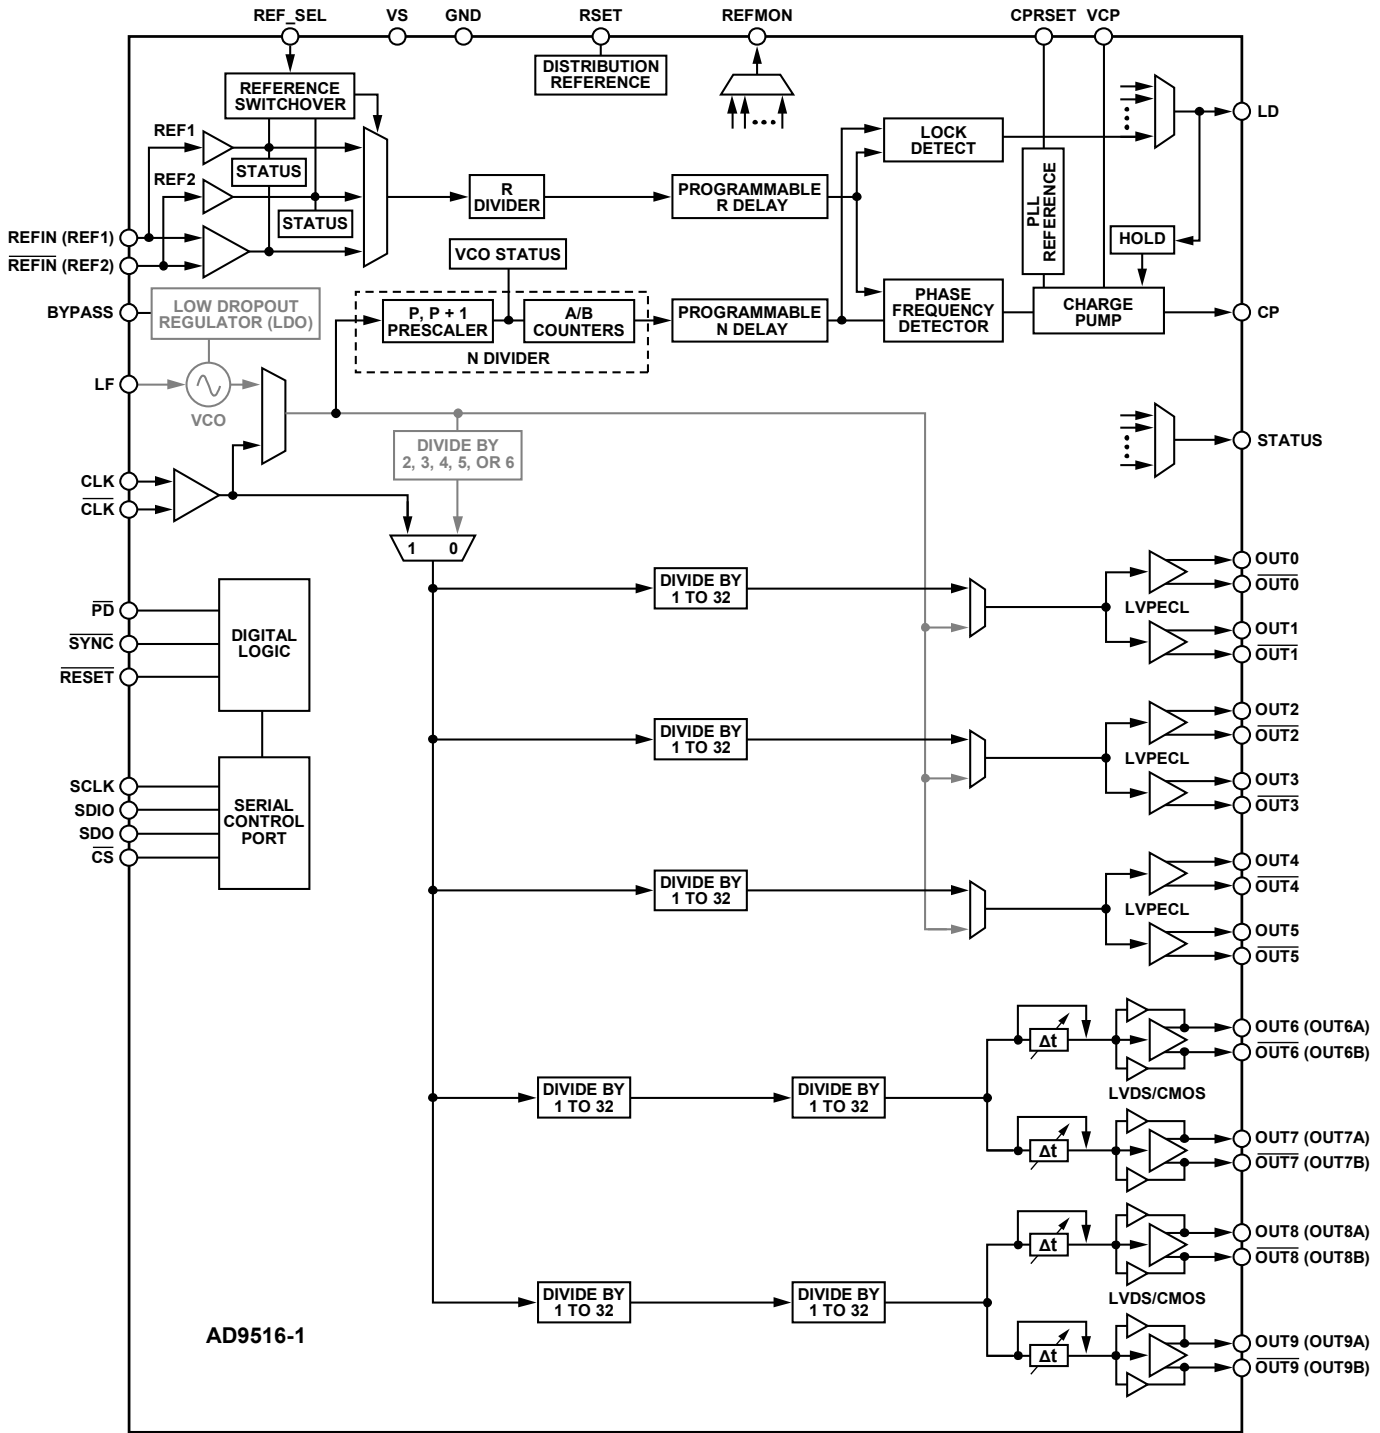 REF_SEL
VS
GND
RSET
REFMON
CPRSET
VCP
DISTRIBUTION
REFERENCE
REFERENCE
SWITCHOVER
REF1
STATUS
REF2
STATUS
REFIN (REF1)
REFIN (REF2)
R
DIVIDER
PROGRAMMABLE
R DELAY
LOCK
DETECT
PLL
REFERENCE
LD
HOLD
VCO STATUS
BYPASS
LOW DROPOUT
REGULATOR (LDO)
P, P + 1
PRESCALER
A/B
COUNTERS
N DIVIDER
PROGRAMMABLE
N DELAY
PHASE
FREQUENCY
DETECTOR
CHARGE
PUMP
CP
LF
VCO
DIVIDE BY
2, 3, 4, 5, OR 6
STATUS
CLK
CLK
1 0
DIVIDE BY
1 TO 32
LVPECL
OUT0
OUT0
OUT1
OUT1
PD
SYNC
RESET
DIGITAL
LOGIC
DIVIDE BY
1 TO 32
LVPECL
OUT2
OUT2
OUT3
OUT3
SCLK
SDIO
SDO
CS
SERIAL
CONTROL
PORT
DIVIDE BY
1 TO 32
LVPECL
OUT4
OUT4
OUT5
OUT5
DIVIDE BY
1 TO 32
DIVIDE BY
1 TO 32
Δt
OUT6 (OUT6A)
OUT6 (OUT6B)
LVDS/CMOS
Δt
OUT7 (OUT7A)
OUT7 (OUT7B)
DIVIDE BY
1 TO 32
DIVIDE BY
1 TO 32
Δt
OUT8 (OUT8A)
OUT8 (OUT8B)
LVDS/CMOS
Δt
OUT9 (OUT9A)
OUT9 (OUT9B)
AD9516-1